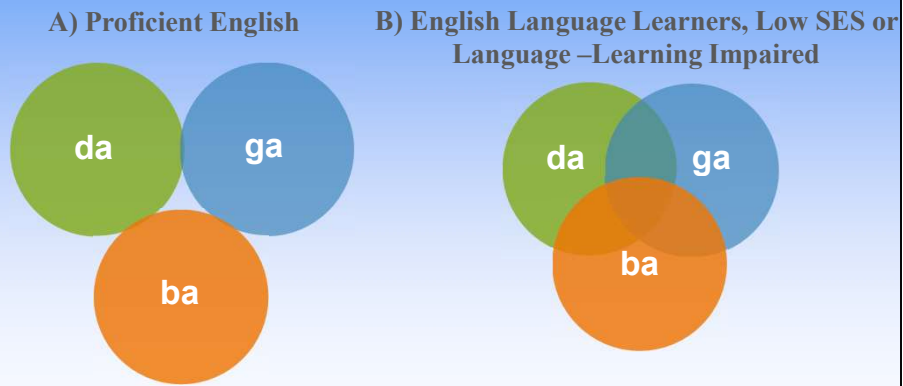 A) Proficient English
B) English Language Learners, Low SES or
Language –Learning Impaired
da
ga
ba
da
ga
ba